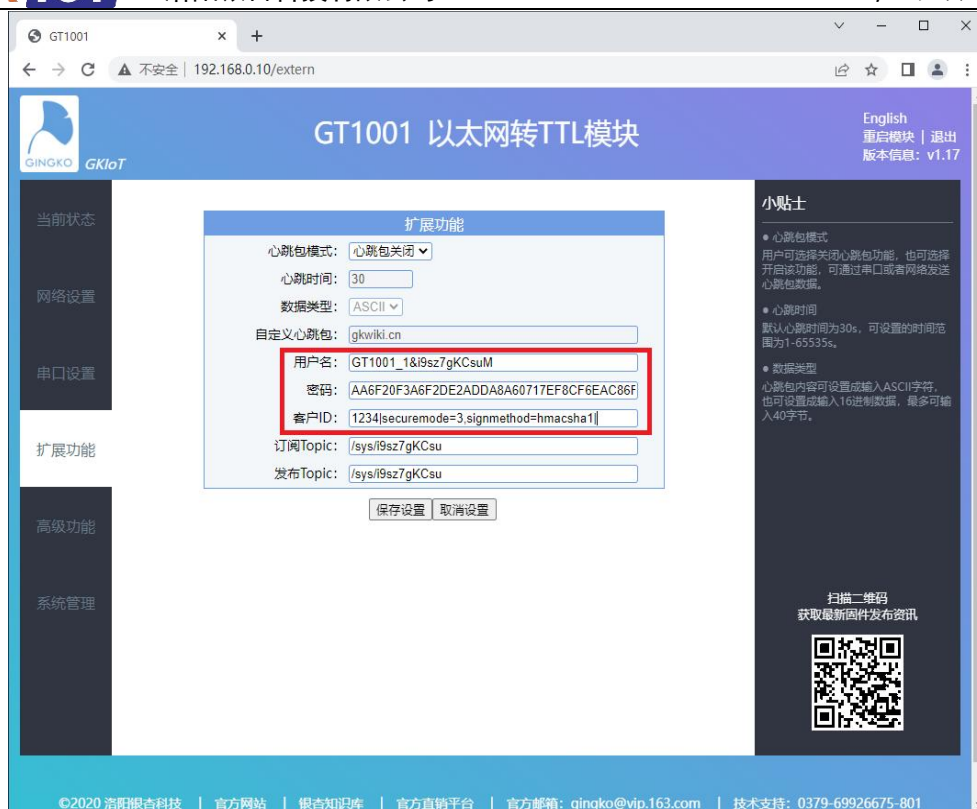 GT1001
不安全 | 192.168.0.10/extern
GINGKO GKIoT
GT1001 以太网转TTL模块
English
重启模块 | 退出
版本信息：v1.17
当前状态
网络设置
串口设置
扩展功能
高级功能
系统管理
扩展功能
心跳包模式： 心跳包关闭
心跳时间： 30
数据类型： ASCII
自定义心跳包： gkwiki.cn
用户名： GT1001_1&i9sz7gKCsuM
密码： AA6F20F3A6F2DE2ADDA8A60717EF8CF6EAC86F
客户ID： 1234|securemode=3,signmethod=hmacsha1|
订阅Topic： /sys/i9sz7gKCsu
发布Topic： /sys/i9sz7gKCsu
保存设置 取消设置
小贴士
● 心跳包模式
用户可选择关闭心跳包功能，也可选择
开启该功能，可通过串口或者网络发送
心跳包数据。
● 心跳时间
默认心跳时间为30s，可设置的时间范
围为1-65535s。
● 数据类型
心跳包内容可设置成输入ASCII字符，
也可设置成输入16进制数据，最多可输
入40字节。
扫描二维码
获取最新固件发布资讯
©2020 洛阳银杏科技 | 官方网站 | 银杏知识库 | 官方直销平台 | 官方邮箱：gingko@vip.163.com | 技术支持：0379-69926675-801